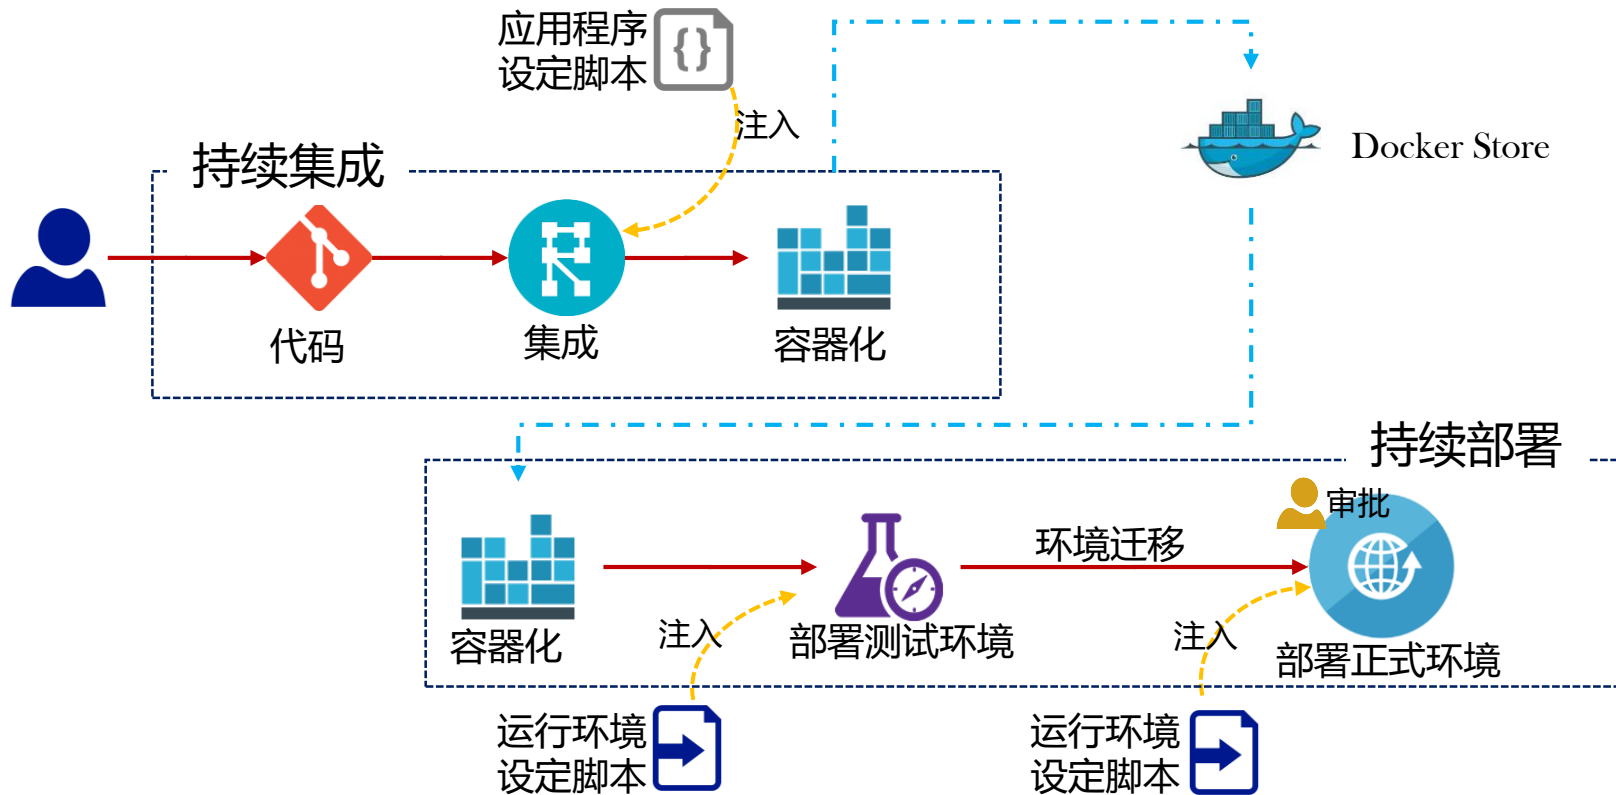 应用程序
设定脚本
{}
注入
持续集成
Docker Store
代码
集成
容器化
持续部署
审批
环境迁移
容器化
注入
部署测试环境
注入
部署正式环境
运行环境
设定脚本
运行环境
设定脚本